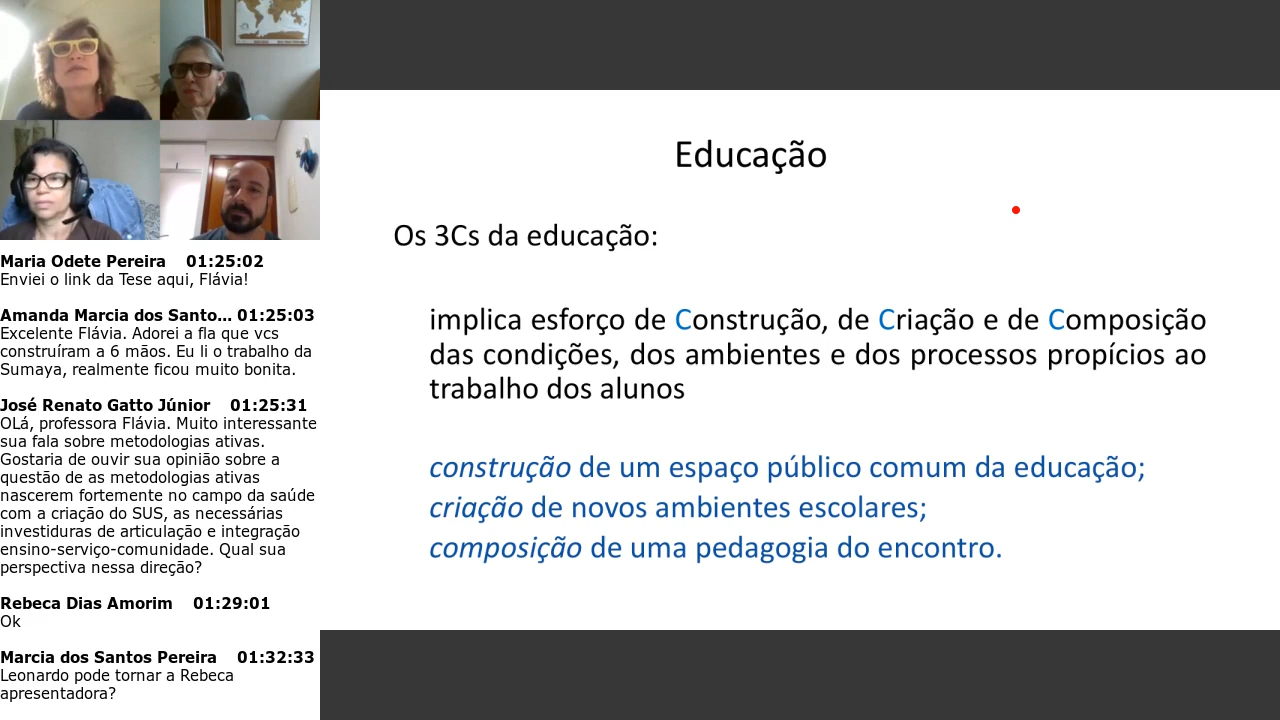 Maria Odete Pereira 01:25:02
Enviei o link da Tese aqui, Flávia!
Amanda Marcia dos Santo... 01:25:03
Excelente Flávia. Adorei a fla que vcs
construíram a 6 mãos. Eu li o trabalho da
Sumaya, realmente ficou muito bonita.
José Renato Gatto Júnior 01:25:31
OLá, professora Flávia. Muito interessante
sua fala sobre metodologias ativas.
Gostaria de ouvir sua opinião sobre a
questão de as metodologias ativas
nascerem fortemente no campo da saúde
com a criação do SUS, as necessárias
investiduras de articulação e integração
ensino-serviço-comunidade. Qual sua
perspectiva nessa direção?
Rebeca Dias Amorim 01:29:01
Ok
Marcia dos Santos Pereira 01:32:33
Leonardo pode tornar a Rebeca
apresentadora?
Educação
Os 3Cs da educação:
implica esforço de Construção, de Criação e de Composição
das condições, dos ambientes e dos processos propícios ao
trabalho dos alunos
construção de um espaço público comum da educação;
criação de novos ambientes escolares;
composição de uma pedagogia do encontro.